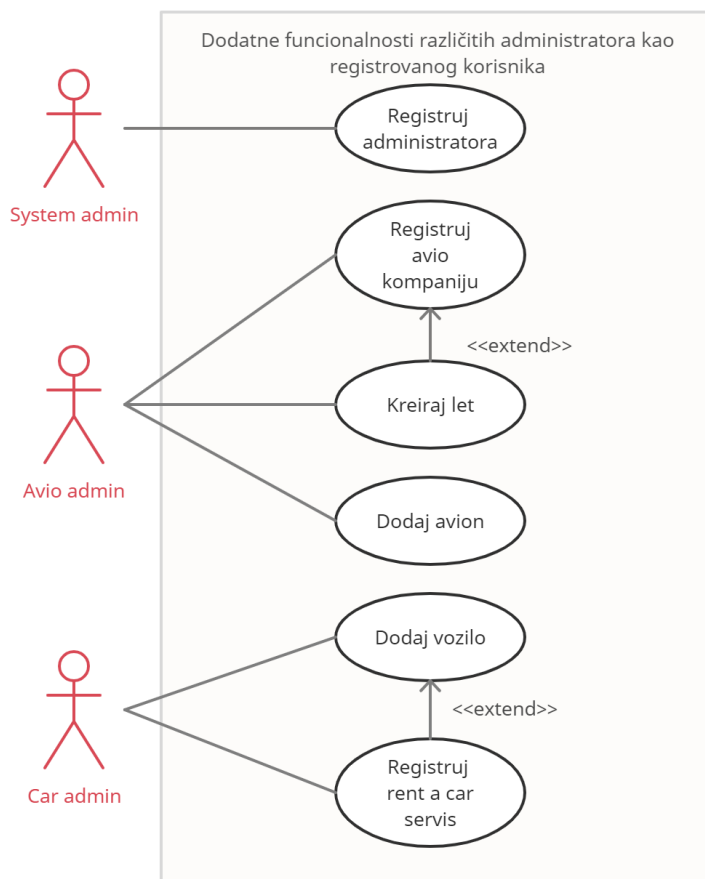 Dodatne funcionalnosti različitih administratora kao
registrovanog korisnika
Registruj
administratora
System admin
Registruj
avio
kompaniju
<<extend>>
Kreiraj let
Avio admin
Dodaj avion
Dodaj vozilo
<<extend>>
Registruj
rent a car
servis
Car admin